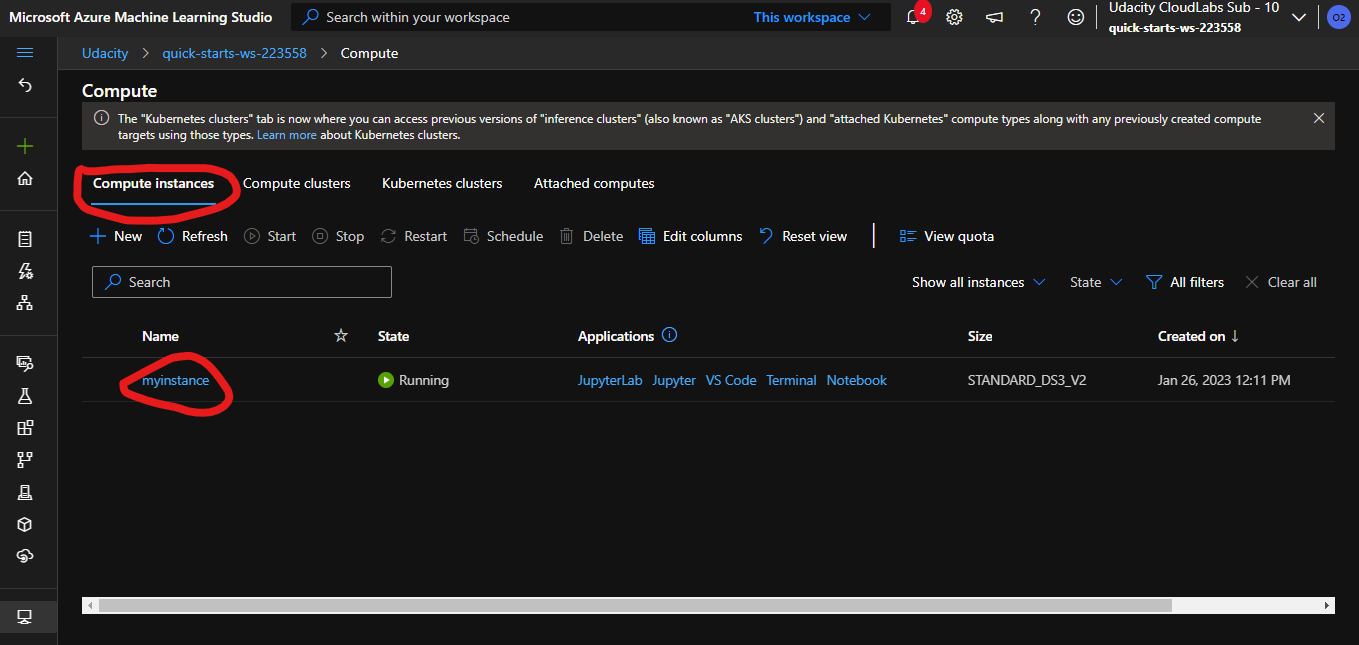 Microsoft Azure Machine Learning Studio
Search within your workspace
This workspace
4
Udacity CloudLabs Sub - 10
quick-starts-ws-223558
O2
Udacity > quick-starts-ws-223558 > Compute
Compute
The "Kubernetes clusters" tab is now where you can access previous versions of "inference clusters" (also known as "AKS clusters") and "attached Kubernetes" compute types along with any previously created compute
targets using those types. Learn more about Kubernetes clusters.
Compute instances Compute clusters Kubernetes clusters Attached computes
New Refresh Start Stop Restart Schedule Delete Edit columns Reset view View quota
Search
Show all instances State All filters Clear all
Name State Applications Size Created on
myinstance Running JupyterLab Jupyter VS Code Terminal Notebook STANDARD_DS3_V2 Jan 26, 2023 12:11 PM